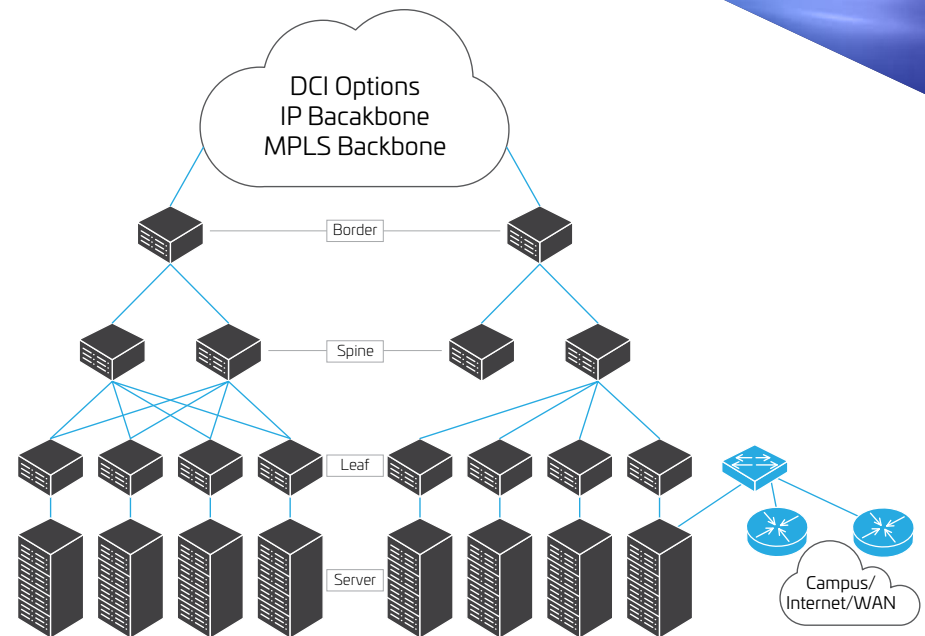 DCI Options
IP Bacakbone
MPLS Backbone
Border
Spine
Leaf
Server
Campus/
Internet/WAN